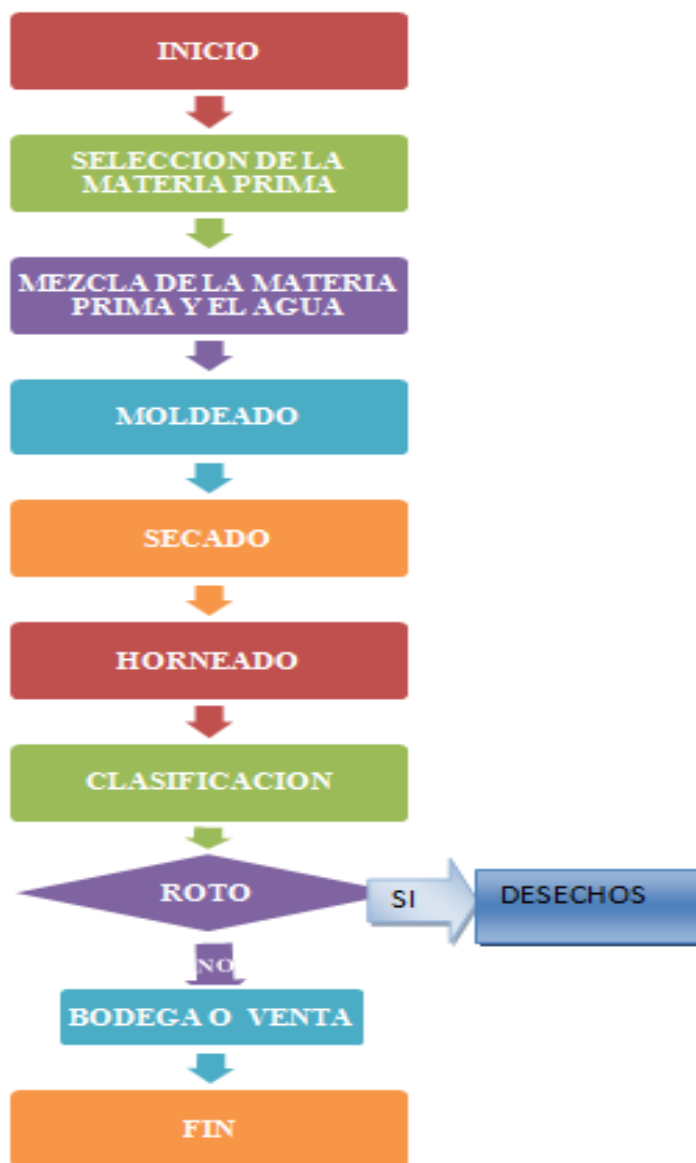 INICIO
SELECCION DE LA
MATERIA PRIMA
MEZCLA DE LA MATERIA
PRIMA Y EL AGUA
MOLDEADO
SECADO
HORNEADO
CLASIFICACION
ROTO
SI
DESECHOS
NO
BODEGA O VENTA
FIN